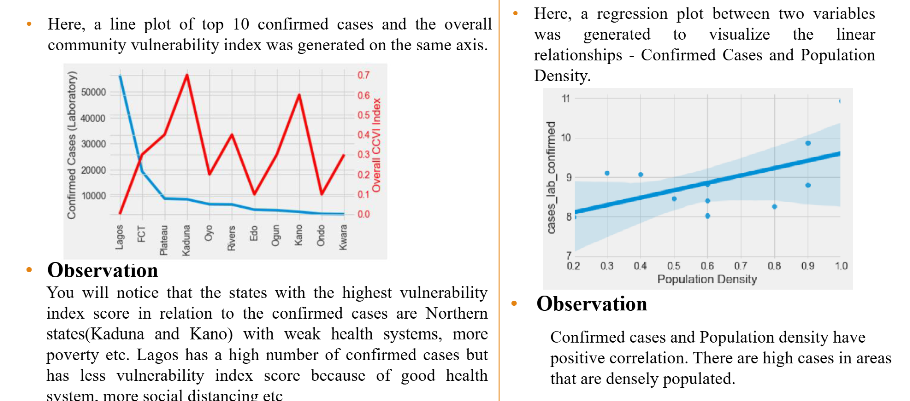 • Here, a line plot of top 10 confirmed cases and the overall
community vulnerability index was generated on the same axis.
Confirmed Cases (Laboratory)
50000
40000
30000
20000
10000
0.7
0.6
0.5
0.4
0.3
0.2
0.1
0.0
Overall CCVI Index
Lagos
FCT
Plateau
Kaduna
Oyo
Rivers
Edo
Ogun
Kano
Ondo
Kwara
• Observation
You will notice that the states with the highest vulnerability
index score in relation to the confirmed cases are Northern
states(Kaduna and Kano) with weak health systems, more
poverty etc. Lagos has a high number of confirmed cases but
has less vulnerability index score because of good health
system, more social distancing etc
• Here, a regression plot between two variables
was generated to visualize the linear
relationships - Confirmed Cases and Population
Density.
cases_lab_confirmed
11
10
9
8
7
0.2
0.3
0.4
0.5
0.6
0.7
0.8
0.9
1.0
Population Density
• Observation
Confirmed cases and Population density have
positive correlation. There are high cases in areas
that are densely populated.